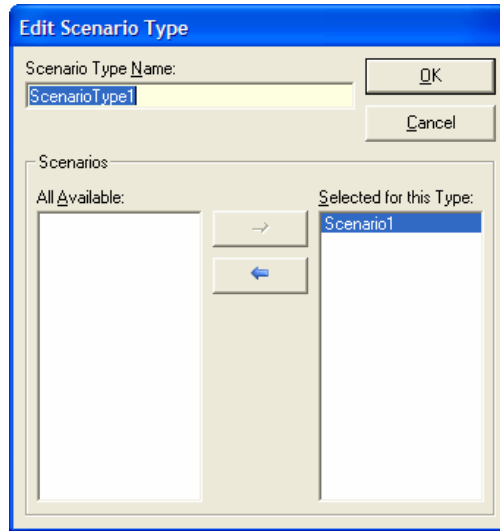 Edit Scenario Type
Scenario Type Name:
ScenarioType1
OK
Cancel
Scenarios
All Available:
Selected for this Type:
Scenario1